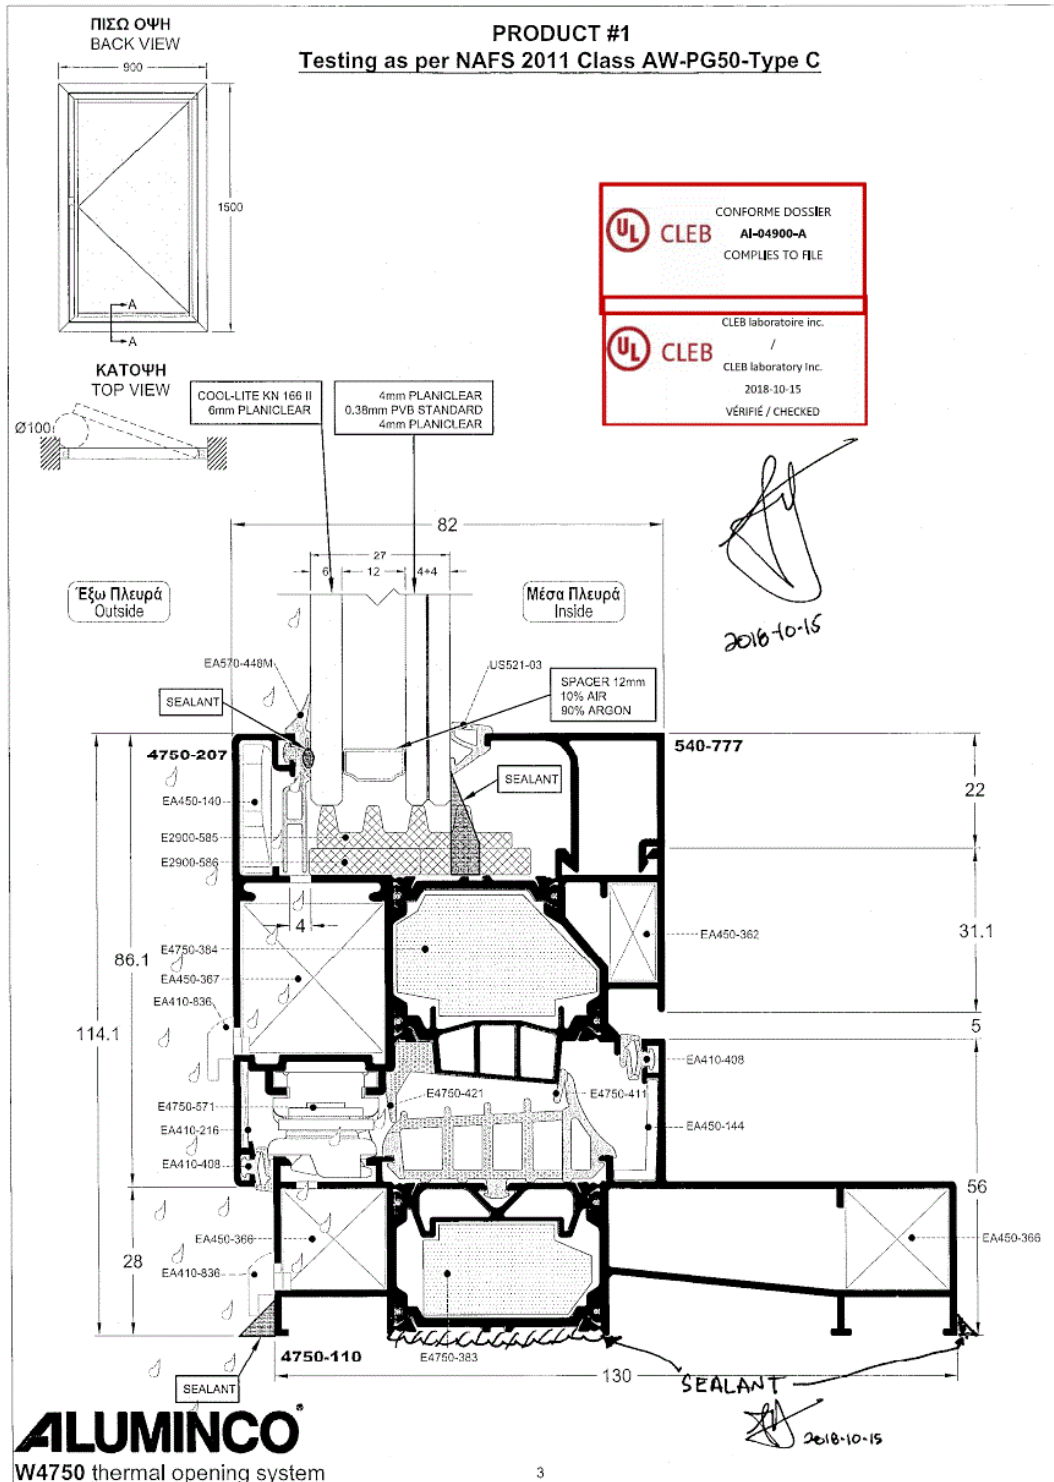 PRODUCT #1
Testing as per NAFS 2011 Class AW-PG50-Type C
ΠΙΣΩ ΟΨΗ
BACK VIEW
900
1500
A
A
ΚΑΤΟΨΗ
TOP VIEW
Ø100
UL CLEB
CONFORME DOSSIER
AI-04900-A
COMPLIES TO FILE
UL CLEB
CLEB laboratoire inc.
/
CLEB laboratory Inc.
2018-10-15
VÉRIFIÉ / CHECKED
2018-10-15
COOL-LITE KN 166 II
6mm PLANICLEAR
4mm PLANICLEAR
0.38mm PVB STANDARD
4mm PLANICLEAR
82
27
6
12
4+4
Έξω Πλευρά
Outside
Μέσα Πλευρά
Inside
EA570-448M
US521-03
SEALANT
SPACER 12mm
10% AIR
90% ARGON
4750-207
540-777
SEALANT
EA450-140
22
E2900-585
E2900-586
4
E4750-384
EA450-362
31.1
86.1
EA450-367
EA410-836
114.1
5
EA410-408
E4750-571
E4750-421
E4750-411
EA410-216
EA450-144
EA410-408
56
28
EA450-366
EA450-366
EA410-836
4750-110
E4750-383
130
SEALANT
SEALANT
2018-10-15
ALUMINCO®
W4750 thermal opening system
3